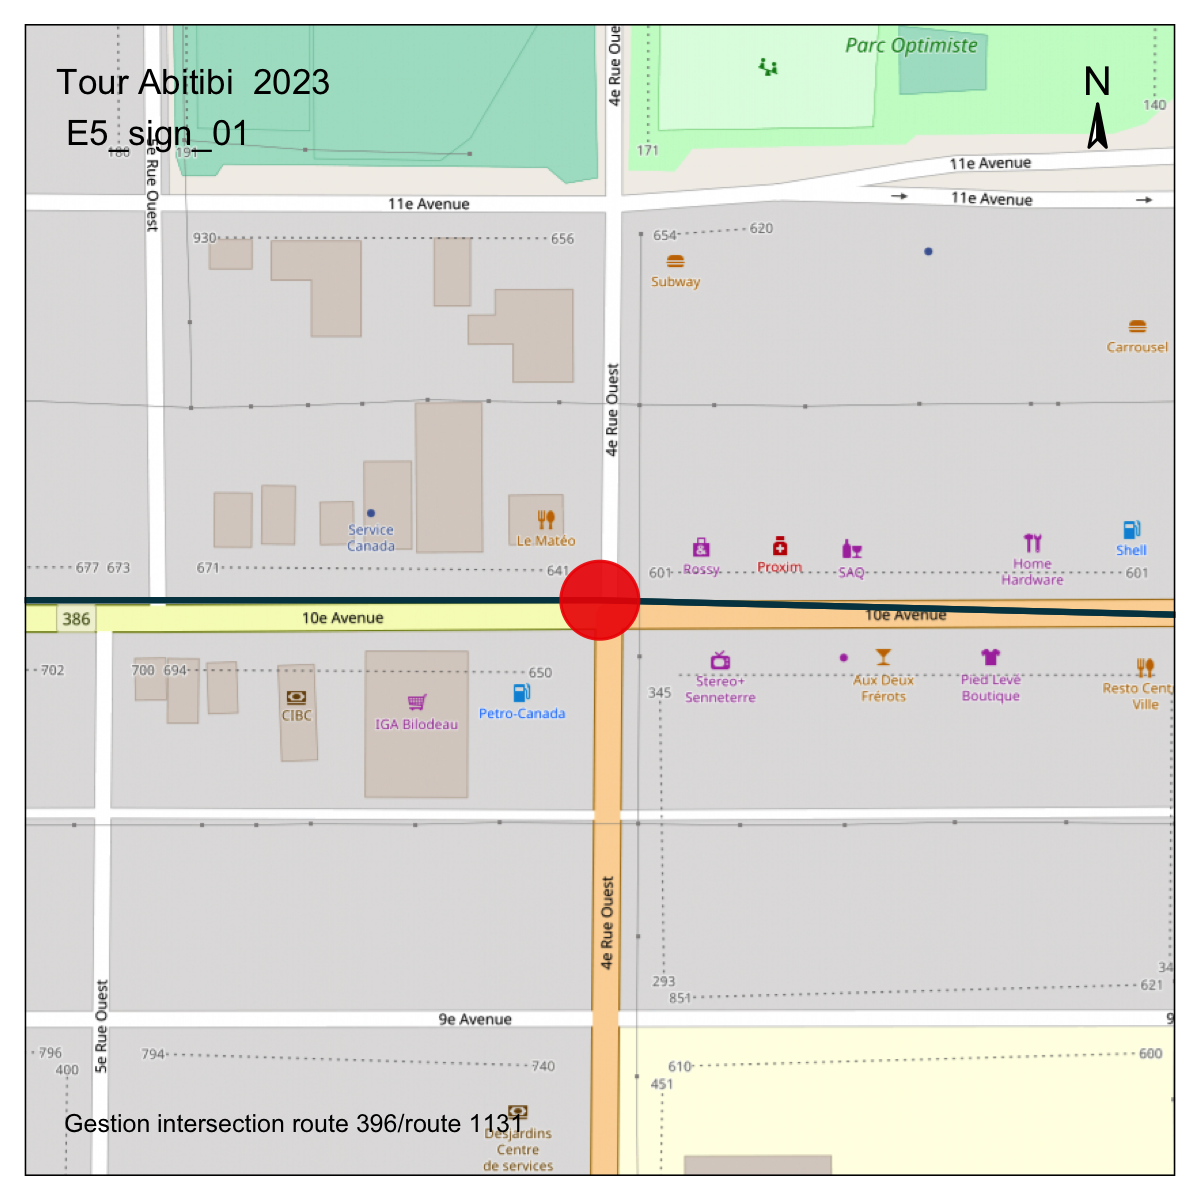 Tour Abitibi  2023
E5_sign_01
N
Parc Optimiste
4e Rue Oue
140
188
191
171
5e Rue Ouest
11e Avenue
11e Avenue
11e Avenue
930
656
654
620
Subway
Carrousel
4e Rue Ouest
Service
Canada
Le Matéo
Rossy
Proxim
SAQ
Home
Hardware
Shell
677
673
671
641
601
601
386
10e Avenue
10e Avenue
702
700
694
650
CIBC
IGA Bilodeau
Petro-Canada
345
Stereo+
Senneterre
Aux Deux
Frérots
Pied Levé
Boutique
Resto Cent
Ville
4e Rue Ouest
293
851
621
34
5e Rue Ouest
9e Avenue
9
796
400
794
740
610
600
451
Gestion intersection route 396/route 1131
Desjardins
Centre
de services